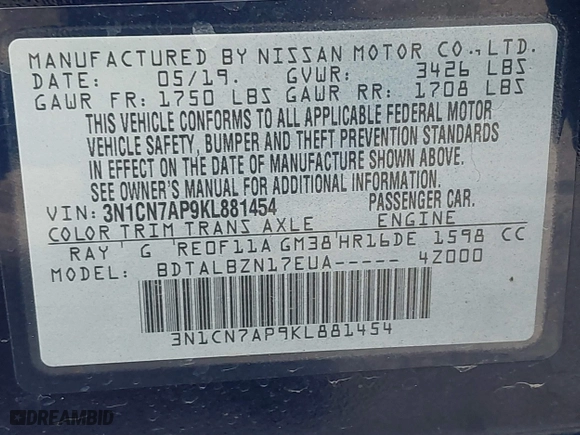 MANUFACTURED BY NISSAN MOTOR CO.,LTD.
DATE: 05/19. GVWR: 3426 LBS
GAWR FR: 1750 LBS GAWR RR: 1708 LBS
THIS VEHICLE CONFORMS TO ALL APPLICABLE FEDERAL MOTOR
VEHICLE SAFETY, BUMPER AND THEFT PREVENTION STANDARDS
IN EFFECT ON THE DATE OF MANUFACTURE SHOWN ABOVE.
SEE OWNER'S MANUAL FOR ADDITIONAL INFORMATION.
VIN: 3N1CN7AP9KL881454 PASSENGER CAR.
COLOR TRIM TRANS AXLE ENGINE
RAY G RE0F11A GM38 HR16DE 1598 CC
MODEL: BDTALBZN17EUA----- 4Z000
3N1CN7AP9KL881454
DREAMBID